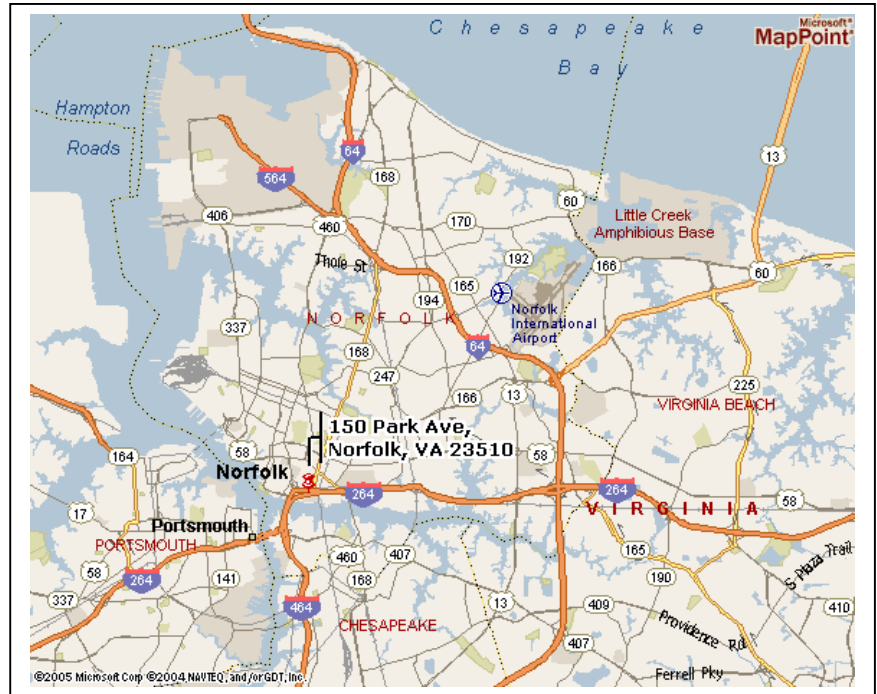 Chesapeake
Bay
Microsoft®
MapPoint®
Hampton
Roads
64
13
564
168
406
460
170
60
Little Creek
Amphibious Base
Thole St
192
166
60
165
194
NORFOLK
Norfolk
International
Airport
337
64
168
247
225
166
13
VIRGINIA BEACH
150 Park Ave,
Norfolk, VA 23510
58
58
164
Norfolk
264
264
58
17
VIRGINIA
Portsmouth
PORTSMOUTH
460
407
165
S Plaza Trail
58
264
141
168
190
337
464
13
409
Providence Rd
410
CHESAPEAKE
407
Ferrell Pky
©2005 Microsoft Corp ©2004 NAVTEQ, and/or GDT, Inc.